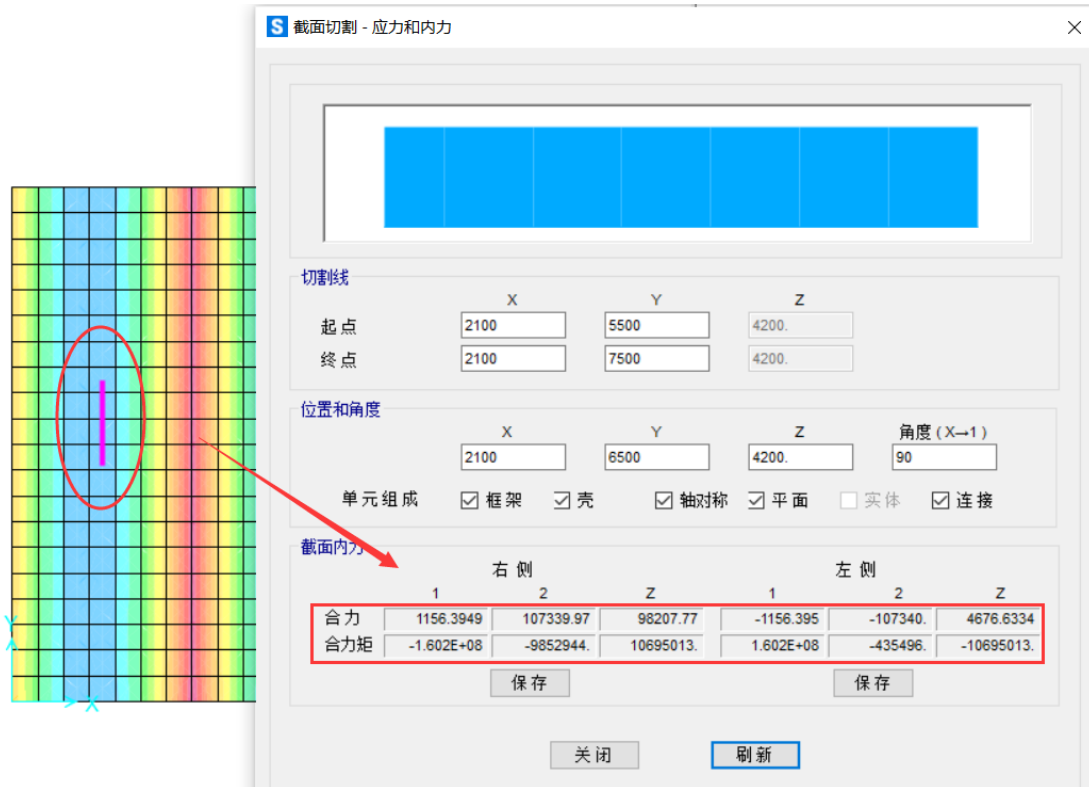 S 截面切割 - 应力和内力
切割线
X Y Z
起点 2100 5500 4200.
终点 2100 7500 4200.
位置和角度
X Y Z 角度 (X→1)
2100 6500 4200. 90
单元组成 框架 壳 轴对称 平面 实体 连接
截面内力
右侧 左侧
1 2 Z 1 2 Z
合力 1156.3949 107339.97 98207.77 -1156.395 -107340. 4676.6334
合力矩 -1.602E+08 -9852944. 10695013. 1.602E+08 -435496. -10695013.
保存 保存
关闭 刷新
Y
X